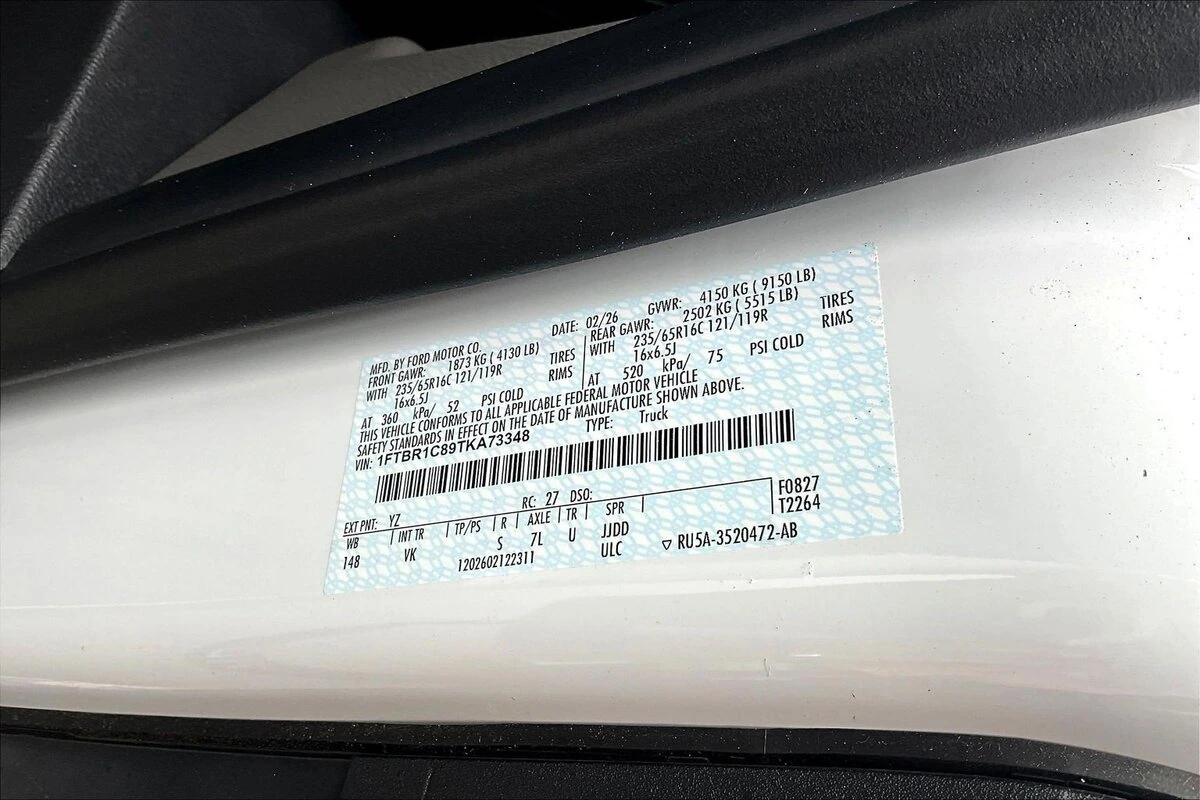 MFD. BY FORD MOTOR CO. DATE: 02/26 GVWR: 4150 KG ( 9150 LB)
FRONT GAWR: 1873 KG ( 4130 LB) REAR GAWR: 2502 KG ( 5515 LB)
WITH 235/65R16C 121/119R TIRES WITH 235/65R16C 121/119R TIRES
16x6.5J RIMS 16x6.5J RIMS
AT 360 kPa/ 52 PSI COLD AT 520 kPa/ 75 PSI COLD
THIS VEHICLE CONFORMS TO ALL APPLICABLE FEDERAL MOTOR VEHICLE
SAFETY STANDARDS IN EFFECT ON THE DATE OF MANUFACTURE SHOWN ABOVE.
VIN: 1FTBR1C89TKA73348 TYPE: Truck
EXT PNT: YZ RC: 27 DSO: F0827
WB INT TR TP/PS R AXLE TR SPR T2264
148 VK S 7L U JJDD
1202602122311 ULC ▽ RU5A-3520472-AB